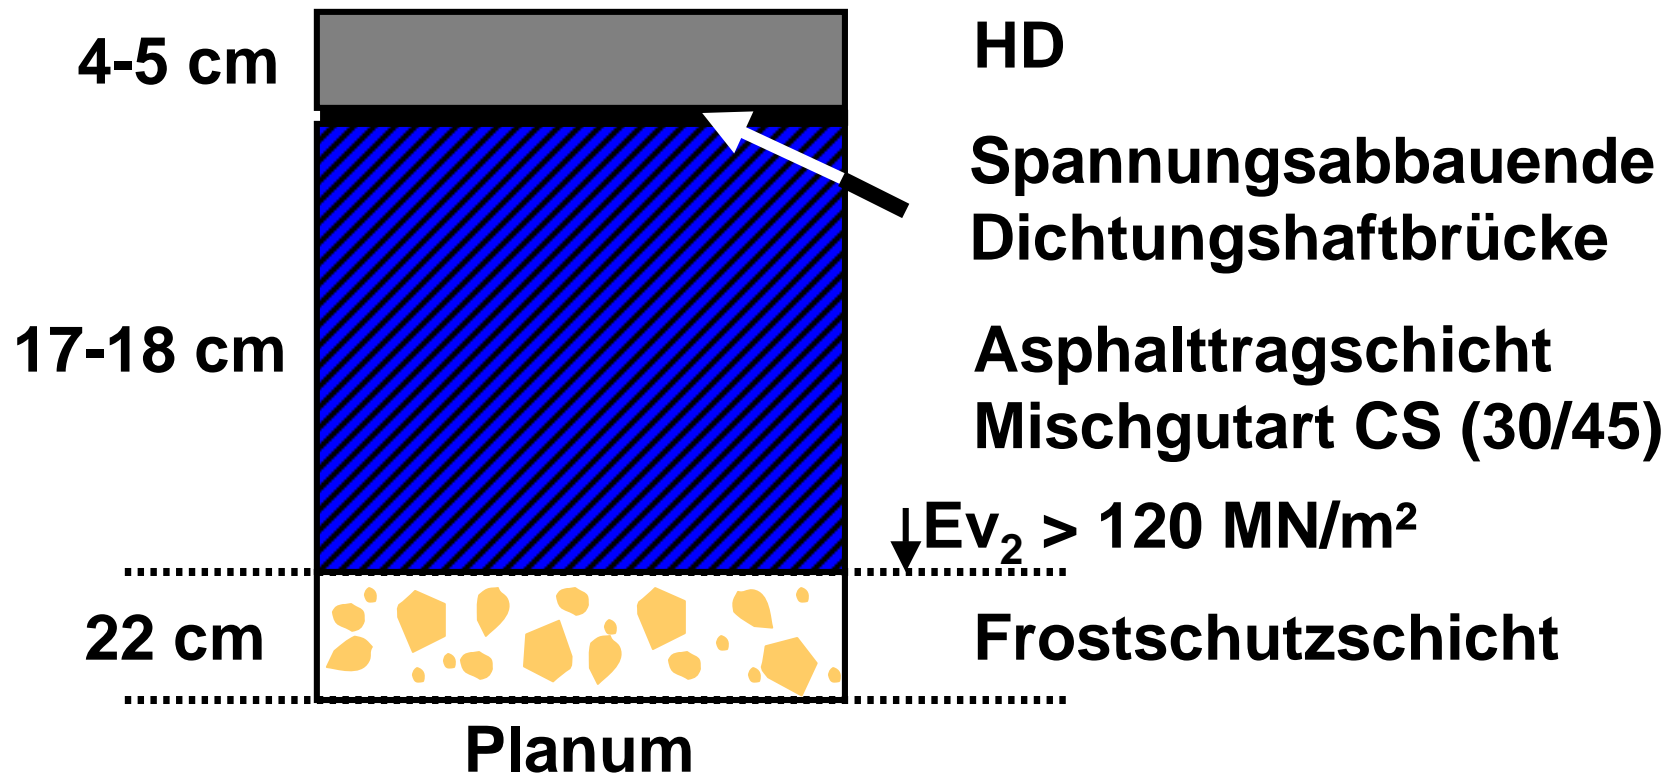 4-5 cm HD
Spannungsabbauende
Dichtungshaftbrücke
17-18 cm Asphalttragschicht
Mischgutart CS (30/45)
Ev₂ > 120 MN/m²
22 cm Frostschutzschicht
Planum